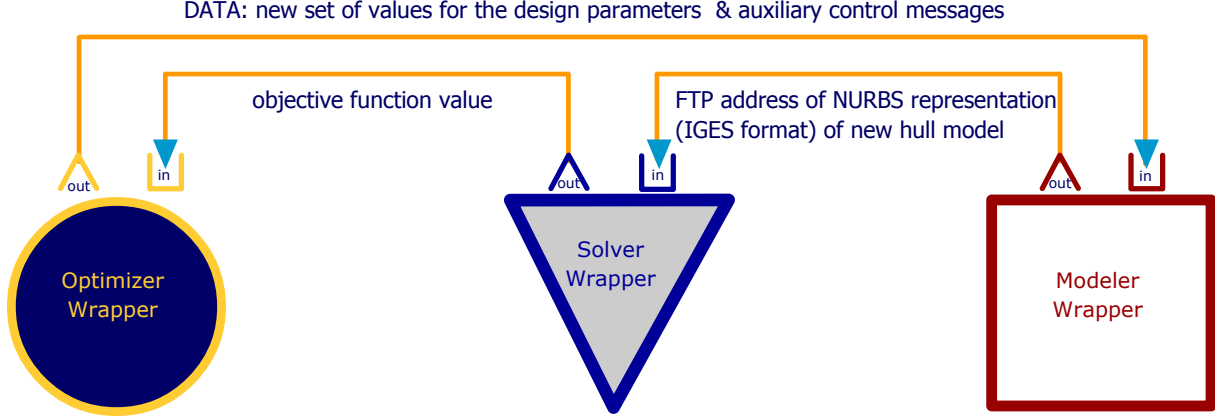 DATA: new set of values for the design parameters & auxiliary control messages
objective function value
FTP address of NURBS representation
(IGES format) of new hull model
out
in
out
in
out
in
Optimizer
Wrapper
Solver
Wrapper
Modeler
Wrapper